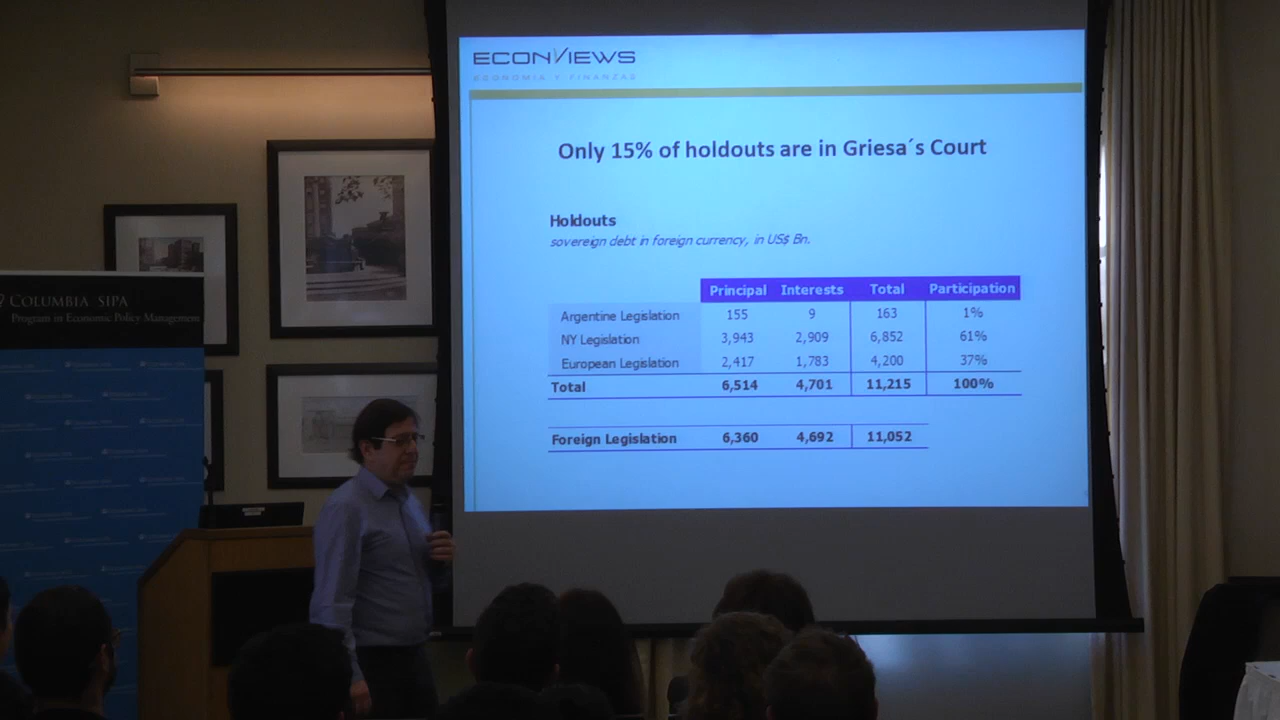 ECONVIEWS
ECONOMIA Y FINANZAS
Only 15% of holdouts are in Griesa´s Court
Holdouts
sovereign debt in foreign currency, in US$ Bn.
Principal Interests Total Participation
Argentine Legislation 155 9 163 1%
NY Legislation 3,943 2,909 6,852 61%
European Legislation 2,417 1,783 4,200 37%
Total 6,514 4,701 11,215 100%
Foreign Legislation 6,360 4,692 11,052
COLUMBIA SIPA
Program in Economic Policy Management